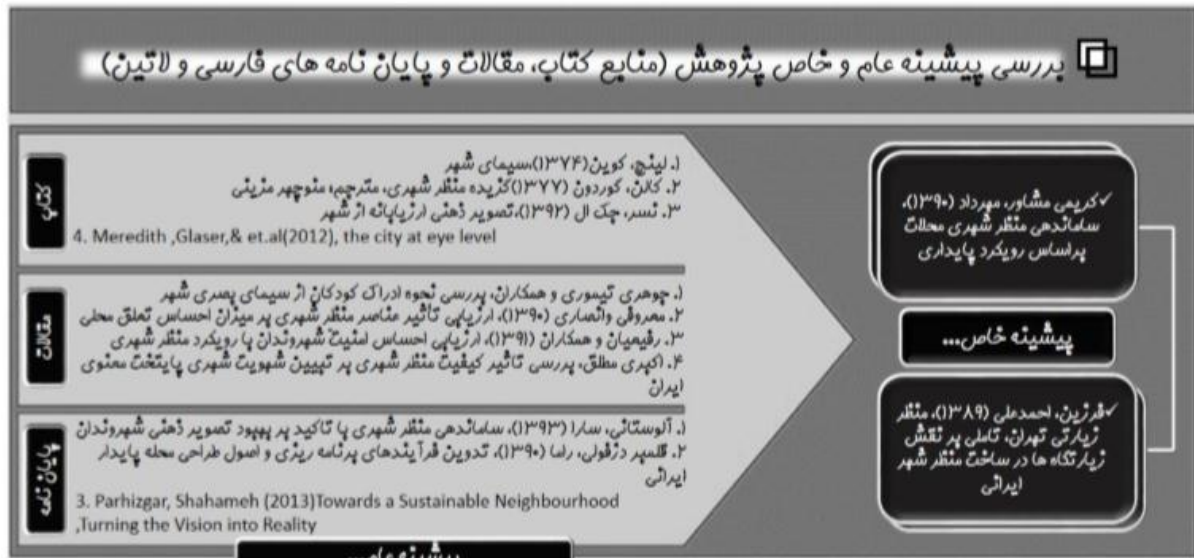 بررسی پیشینه عام و خاص پژوهش (منابع کتاب، مقالات و پایان نامه های فارسی و لاتین)
کریمی مشاور، مهرداد (۱۳۹۰)،
ساماندهی منظر شهری محلات
براساس رویکرد پایداری
پیشینه خاص...
فرزین، احمدعلی (۱۳۸۹)، منظر
زیارتی تهران، تاملی بر نقش
زیارتگاه ها در ساخت منظر شهر
ایرانی
کتاب
۱. لینچ، کوین(۱۳۷۴)،سیمای شهر
۲. کالن، گوردون (۱۳۷۷)گزیده منظر شهری، مترجم؛ منوچهر مزینی
۳. نسر، جک ال (۱۳۹۲)،تصویر ذهنی ارزیابانه از شهر
4. Meredith ,Glaser,& et.al(2012), the city at eye level
مقالات
۱. جوهری تیموری و همکاران، بررسی نحوه ادراک کودکان از سیمای بصری شهر
۲. معروفی وانصاری (۱۳۹۰)، ارزیابی تأثیر عناصر منظر شهری بر میزان احساس تعلق محلی
۳. رفیعیان و همکاران (۱۳۹۱)، ارزیابی احساس امنیت شهروندان با رویکرد منظر شهری
۴. اکبری مطلق، بررسی تاثیر کیفیت منظر شهری بر تبیین شهویت شهری پایتخت معنوی
ایران
پایان نامه
۱. آلوستانی، سارا (۱۳۹۳)، ساماندهی منظر شهری با تاکید بر بهبود تصویر ذهنی شهروندان
۲. گلسیر دزفولی، راما (۱۳۹۰)، تدوین فرآیندهای برنامه ریزی و اصول طراحی محله پایدار
ایرانی
3. Parhizgar, Shahameh (2013)Towards a Sustainable Neighbourhood
,Turning the Vision into Reality
پیشینه عام...